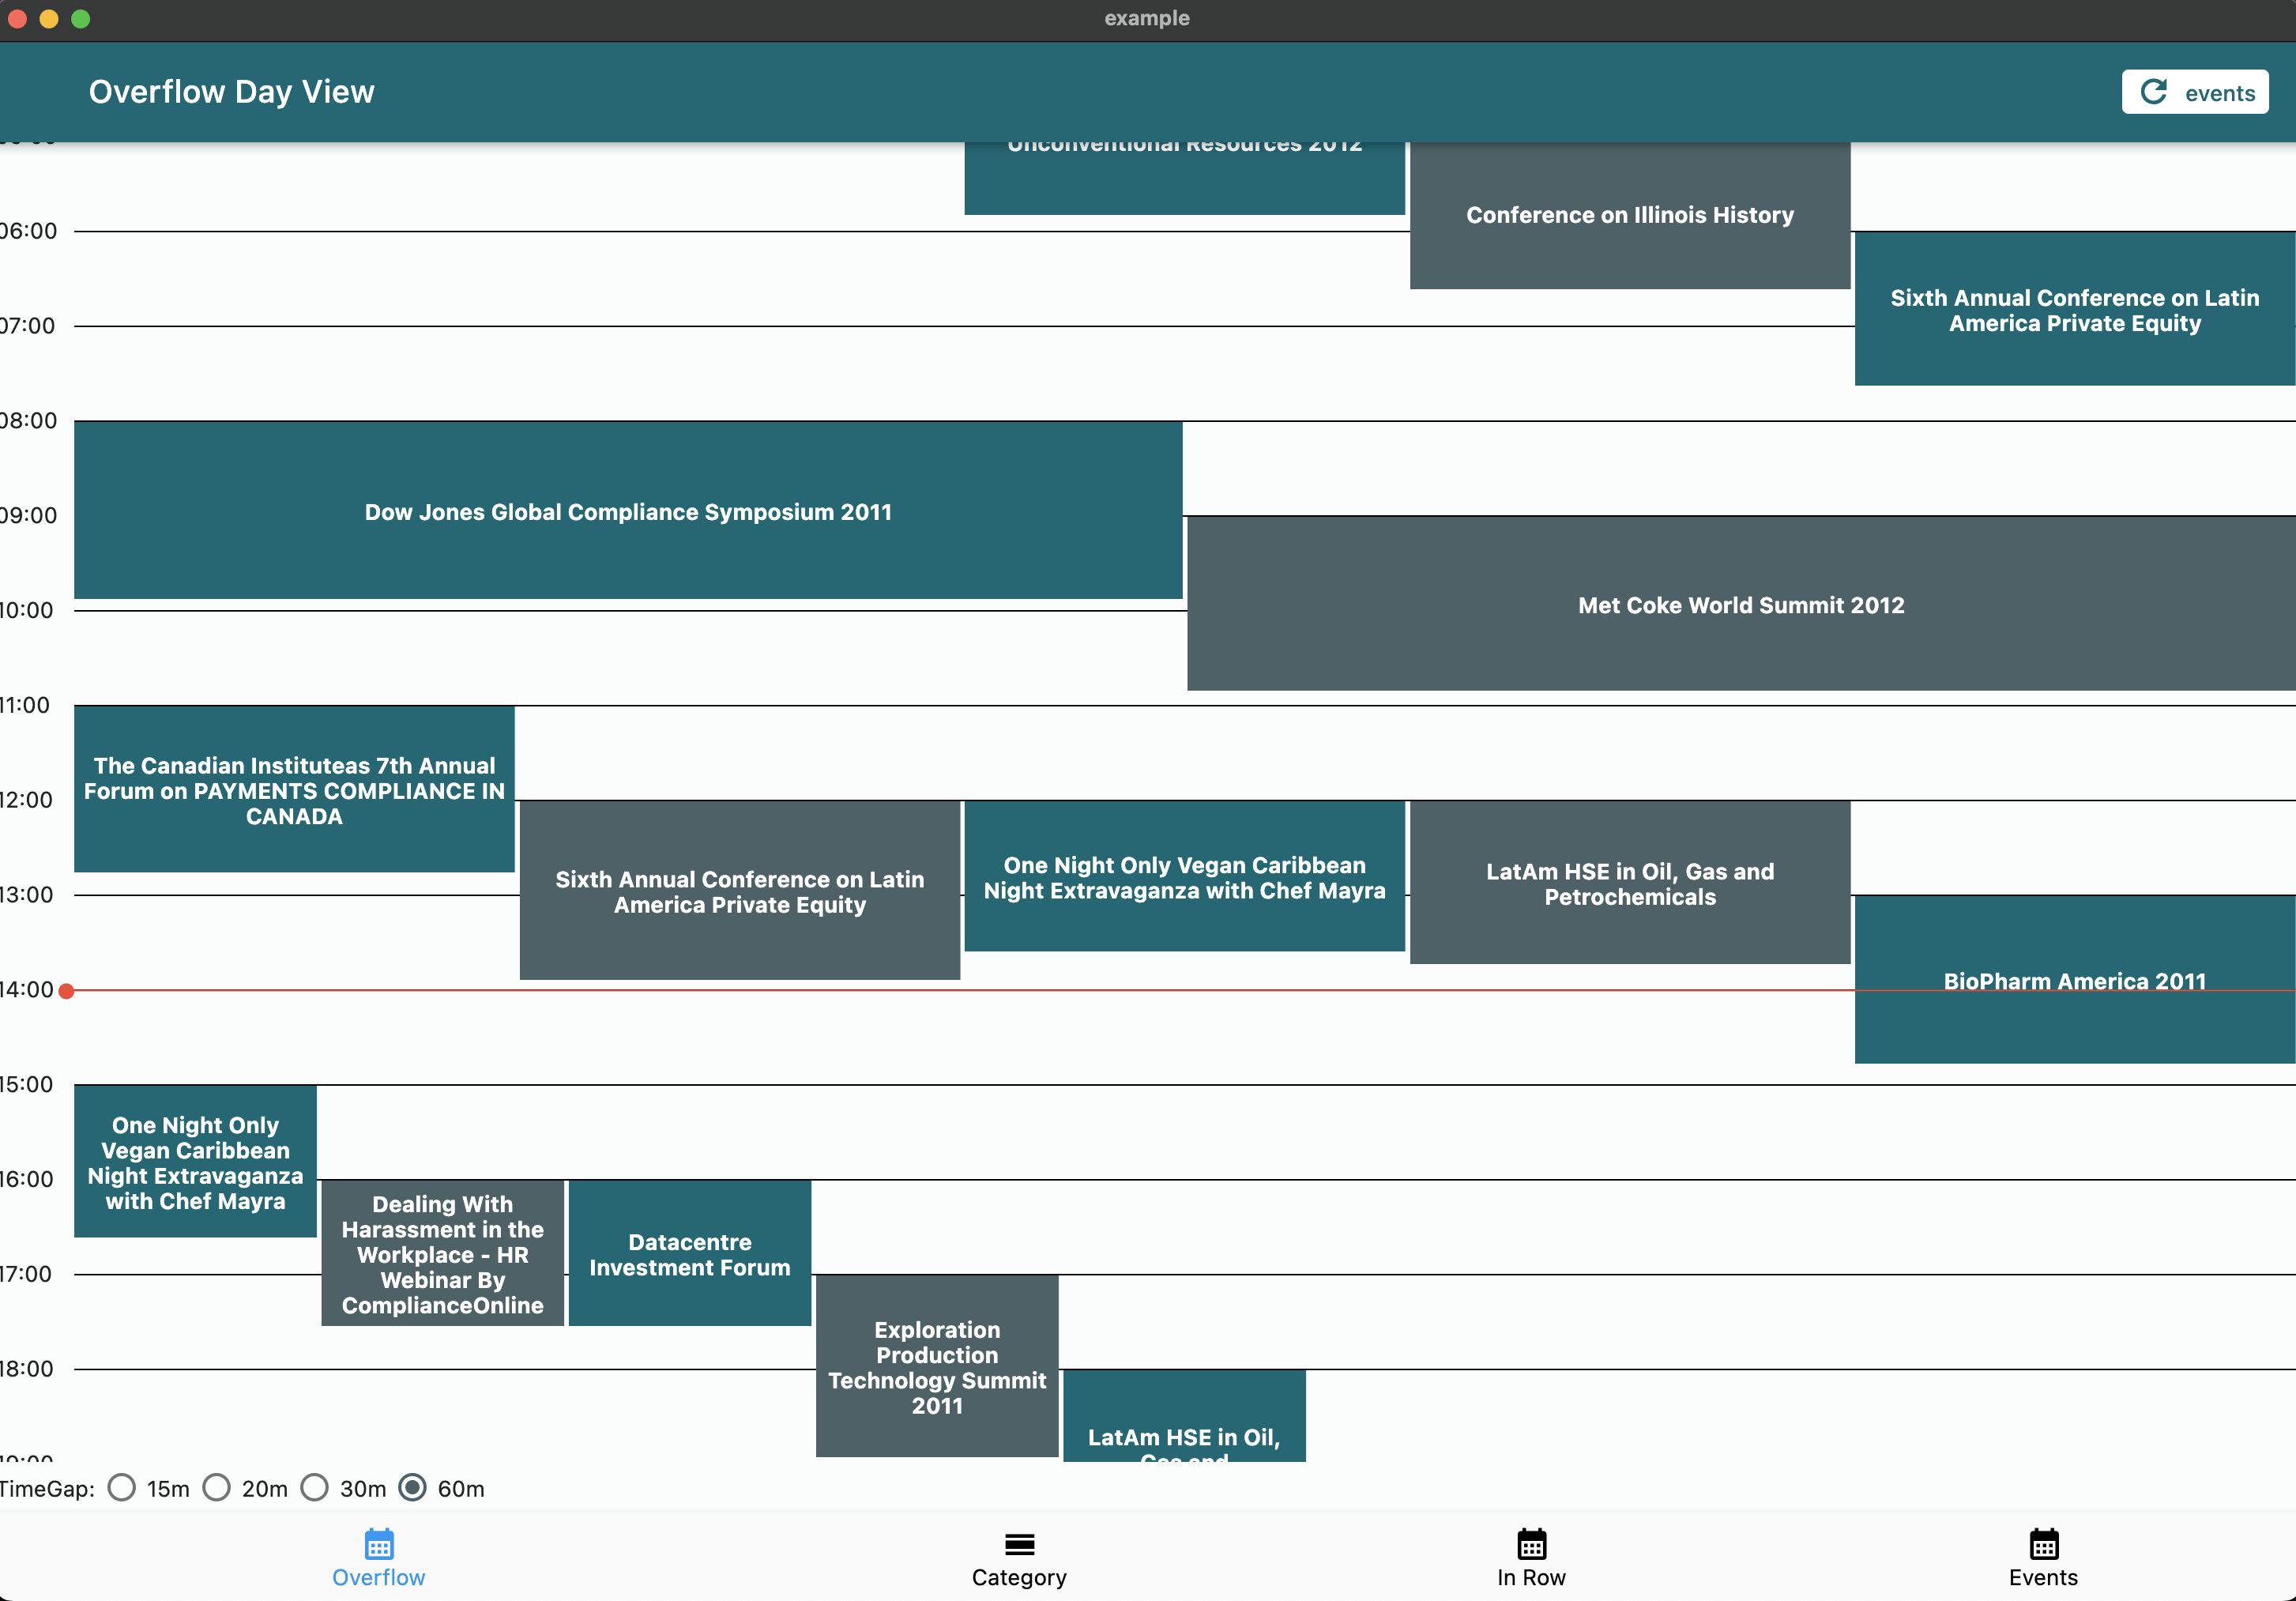 example
Overflow Day View
events
Unconventional Resources 2012
Conference on Illinois History
06:00
Sixth Annual Conference on Latin
America Private Equity
07:00
08:00
Dow Jones Global Compliance Symposium 2011
09:00
Met Coke World Summit 2012
10:00
11:00
The Canadian Instituteas 7th Annual
Forum on PAYMENTS COMPLIANCE IN
CANADA
12:00
Sixth Annual Conference on Latin
America Private Equity
One Night Only Vegan Caribbean
Night Extravaganza with Chef Mayra
LatAm HSE in Oil, Gas and
Petrochemicals
13:00
BioPharm America 2011
14:00
15:00
One Night Only
Vegan Caribbean
Night Extravaganza
with Chef Mayra
16:00
Dealing With
Harassment in the
Workplace - HR
Webinar By
ComplianceOnline
Datacentre
Investment Forum
17:00
Exploration
Production
Technology Summit
2011
18:00
LatAm HSE in Oil,
Gas and
TimeGap: 15m 20m 30m 60m
Overflow
Category
In Row
Events